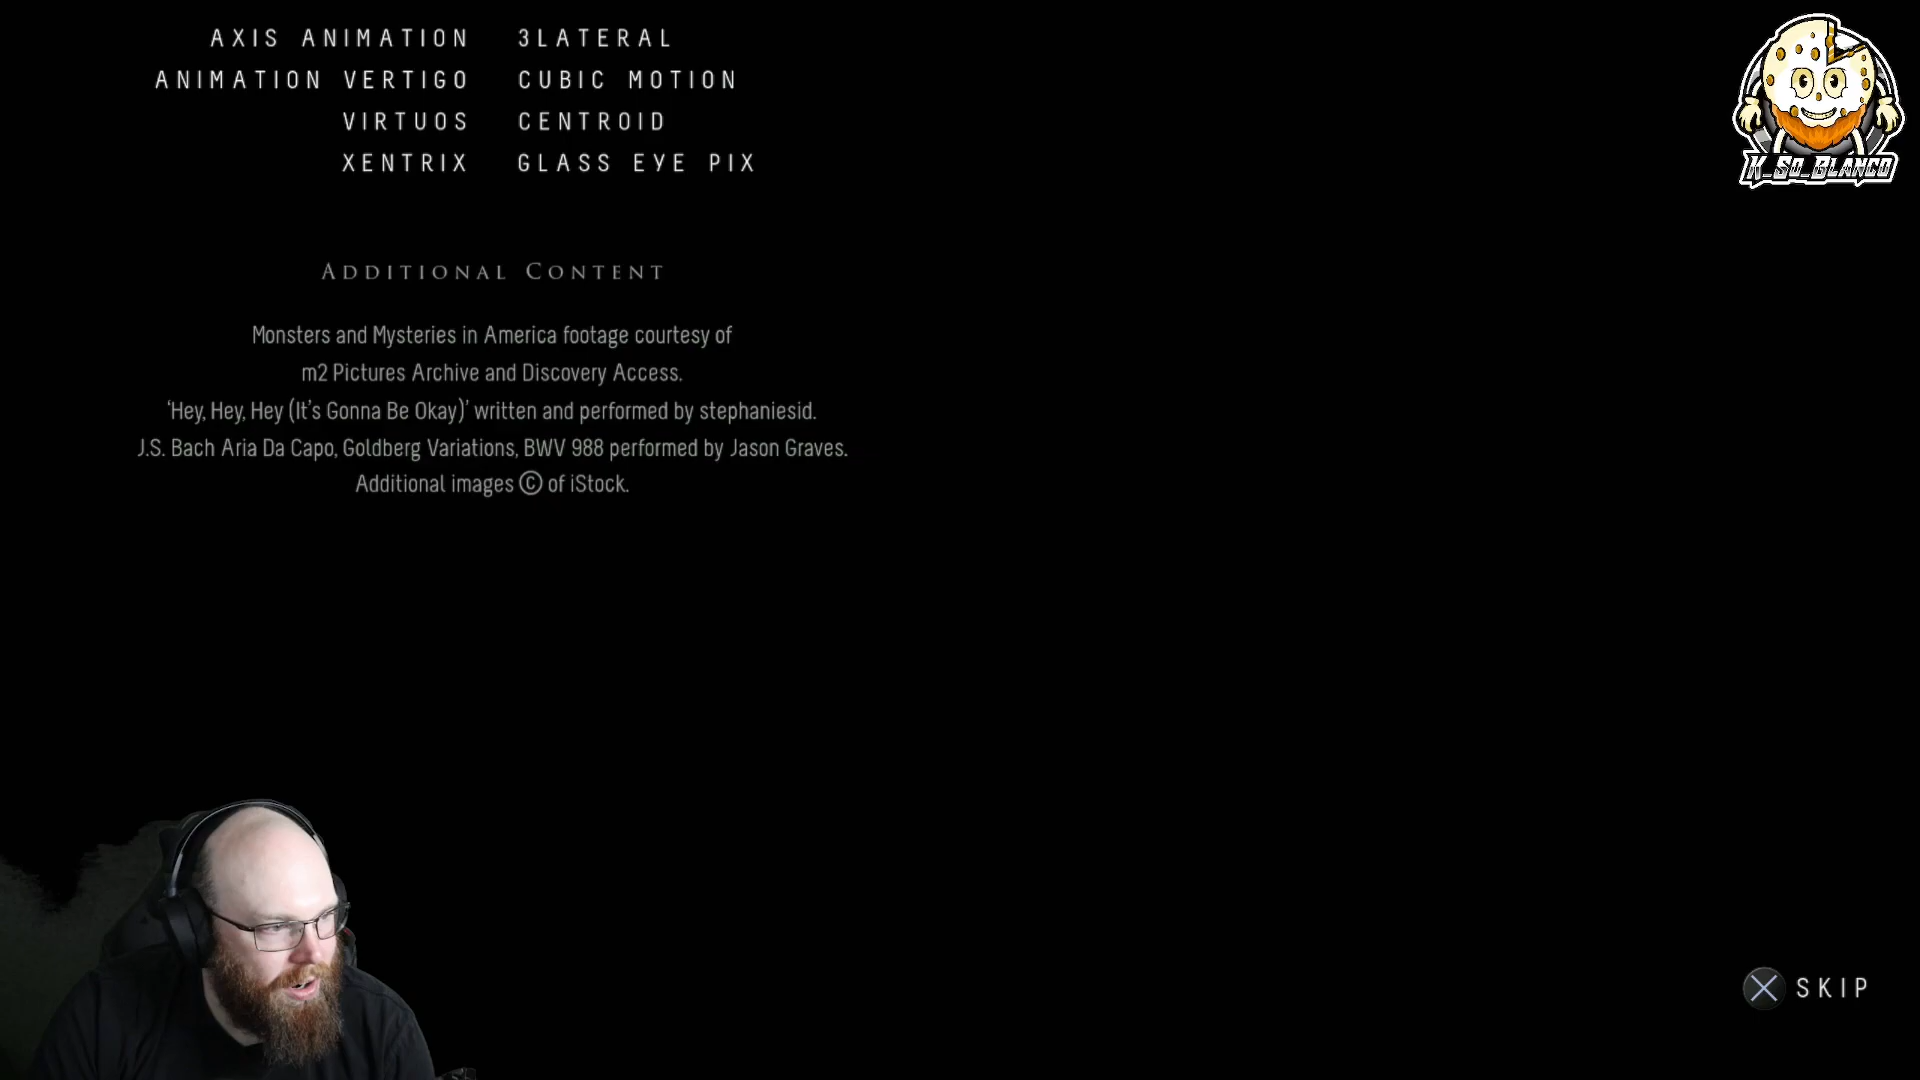 AXIS ANIMATION 3LATERAL
ANIMATION VERTIGO CUBIC MOTION
VIRTUOS CENTROID
XENTRIX GLASS EYE PIX
ADDITIONAL CONTENT
Monsters and Mysteries in America footage courtesy of
m2 Pictures Archive and Discovery Access.
‘Hey, Hey, Hey (It’s Gonna Be Okay)’ written and performed by stephaniesid.
J.S. Bach Aria Da Capo, Goldberg Variations, BWV 988 performed by Jason Graves.
Additional images © of iStock.
K_So_Blanco
SKIP